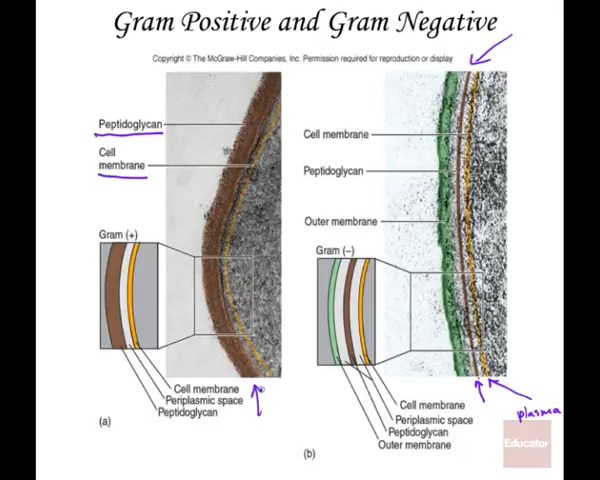 Gram Positive and Gram Negative
Copyright © The McGraw-Hill Companies, Inc. Permission required for reproduction or display
Peptidoglycan
Cell
membrane
Gram (+)
Cell membrane
Periplasmic space
Peptidoglycan
(a)
Cell membrane
Peptidoglycan
Outer membrane
Gram (–)
Cell membrane
Periplasmic space
Peptidoglycan
Outer membrane
(b)
plasma
Educator